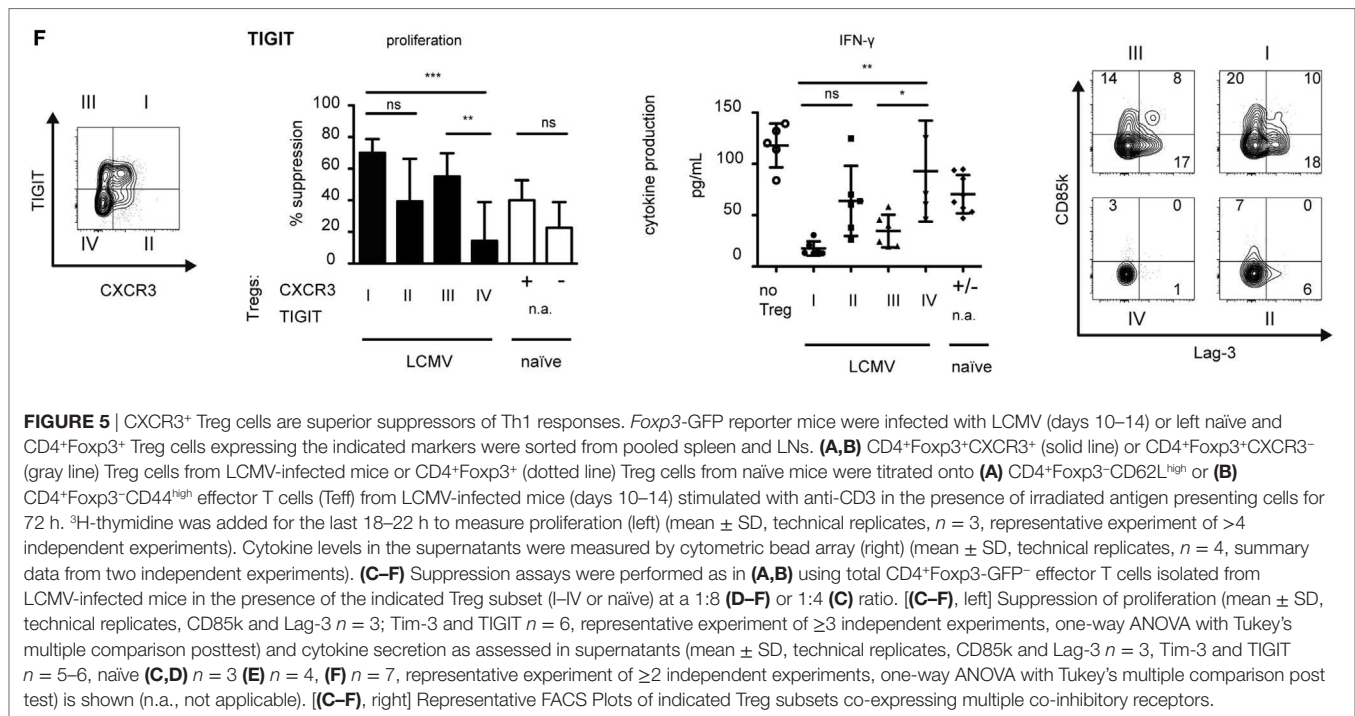 F
TIGIT
proliferation
IFN-γ
III
I
III I
14
8
20
10
17
18
TIGIT
IV II
CXCR3
% suppression
100
80
60
40
20
0
***
ns
**
ns
Tregs:
CXCR3
TIGIT
I II III IV
+ -
n.a.
LCMV
naïve
cytokine production
pg/mL
150
100
50
0
**
ns
*
no
Treg
I II III IV
+/-
n.a.
LCMV
naïve
CD85k
3
0
7
0
1
6
IV
II
Lag-3
FIGURE 5 | CXCR3⁺ Treg cells are superior suppressors of Th1 responses. Foxp3-GFP reporter mice were infected with LCMV (days 10–14) or left naïve and
CD4⁺Foxp3⁺ Treg cells expressing the indicated markers were sorted from pooled spleen and LNs. (A,B) CD4⁺Foxp3⁺CXCR3⁺ (solid line) or CD4⁺Foxp3⁺CXCR3⁻
(gray line) Treg cells from LCMV-infected mice or CD4⁺Foxp3⁺ (dotted line) Treg cells from naïve mice were titrated onto (A) CD4⁺Foxp3⁻CD62Lʰⁱᵍʰ or (B)
CD4⁺Foxp3⁻CD44ʰⁱᵍʰ effector T cells (Teff) from LCMV-infected mice (days 10–14) stimulated with anti-CD3 in the presence of irradiated antigen presenting cells for
72 h. ³H-thymidine was added for the last 18–22 h to measure proliferation (left) (mean ± SD, technical replicates, n = 3, representative experiment of >4
independent experiments). Cytokine levels in the supernatants were measured by cytometric bead array (right) (mean ± SD, technical replicates, n = 4, summary
data from two independent experiments). (C–F) Suppression assays were performed as in (A,B) using total CD4⁺Foxp3-GFP⁻ effector T cells isolated from
LCMV-infected mice in the presence of the indicated Treg subset (I–IV or naïve) at a 1:8 (D–F) or 1:4 (C) ratio. [(C–F), left] Suppression of proliferation (mean ± SD,
technical replicates, CD85k and Lag-3 n = 3; Tim-3 and TIGIT n = 6, representative experiment of ≥3 independent experiments, one-way ANOVA with Tukey's
multiple comparison posttest) and cytokine secretion as assessed in supernatants (mean ± SD, technical replicates, CD85k and Lag-3 n = 3, Tim-3 and TIGIT
n = 5–6, naïve (C,D) n = 3 (E) n = 4, (F) n = 7, representative experiment of ≥2 independent experiments, one-way ANOVA with Tukey's multiple comparison post
test) is shown (n.a., not applicable). [(C–F), right] Representative FACS Plots of indicated Treg subsets co-expressing multiple co-inhibitory receptors.